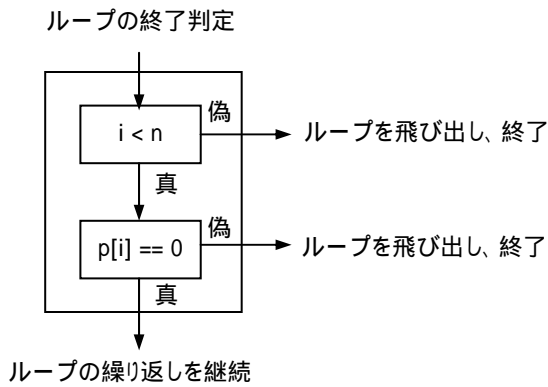 ループの終了判定
i < n
偽
ループを飛び出し、終了
真
p[i] == 0
偽
ループを飛び出し、終了
真
ループの繰り返しを継続